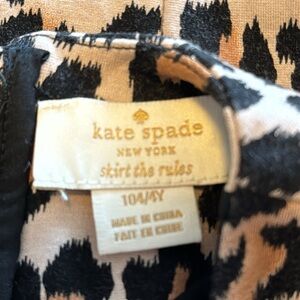 kate spade
NEW YORK
skirt the rules
104/4Y
MADE IN CHINA
FAIT EN CHINE